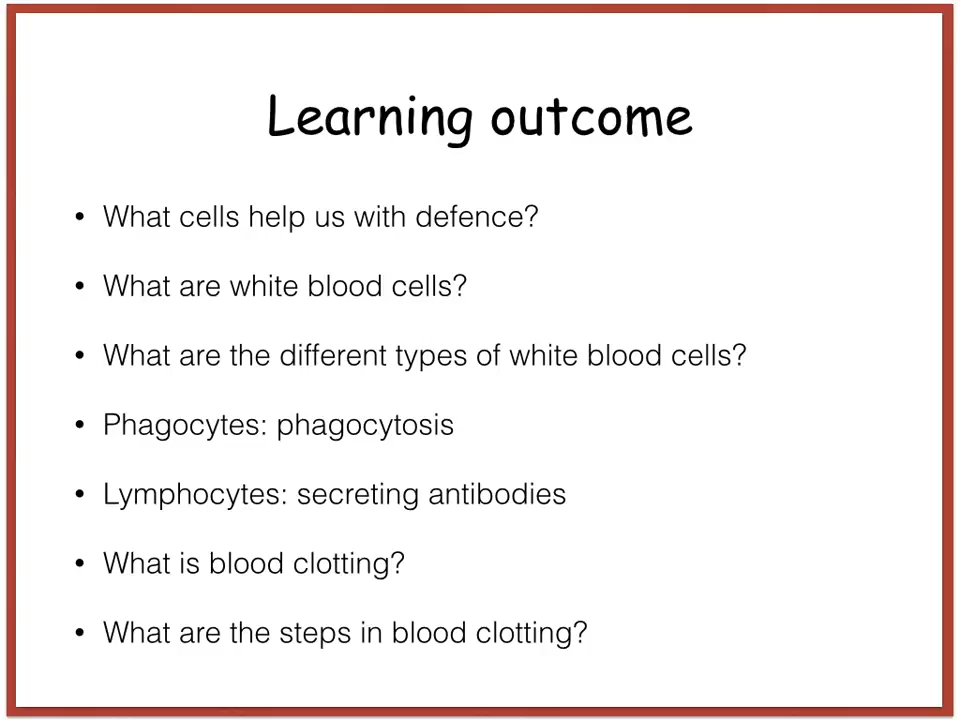 Learning outcome
• What cells help us with defence?
• What are white blood cells?
• What are the different types of white blood cells?
• Phagocytes: phagocytosis
• Lymphocytes: secreting antibodies
• What is blood clotting?
• What are the steps in blood clotting?